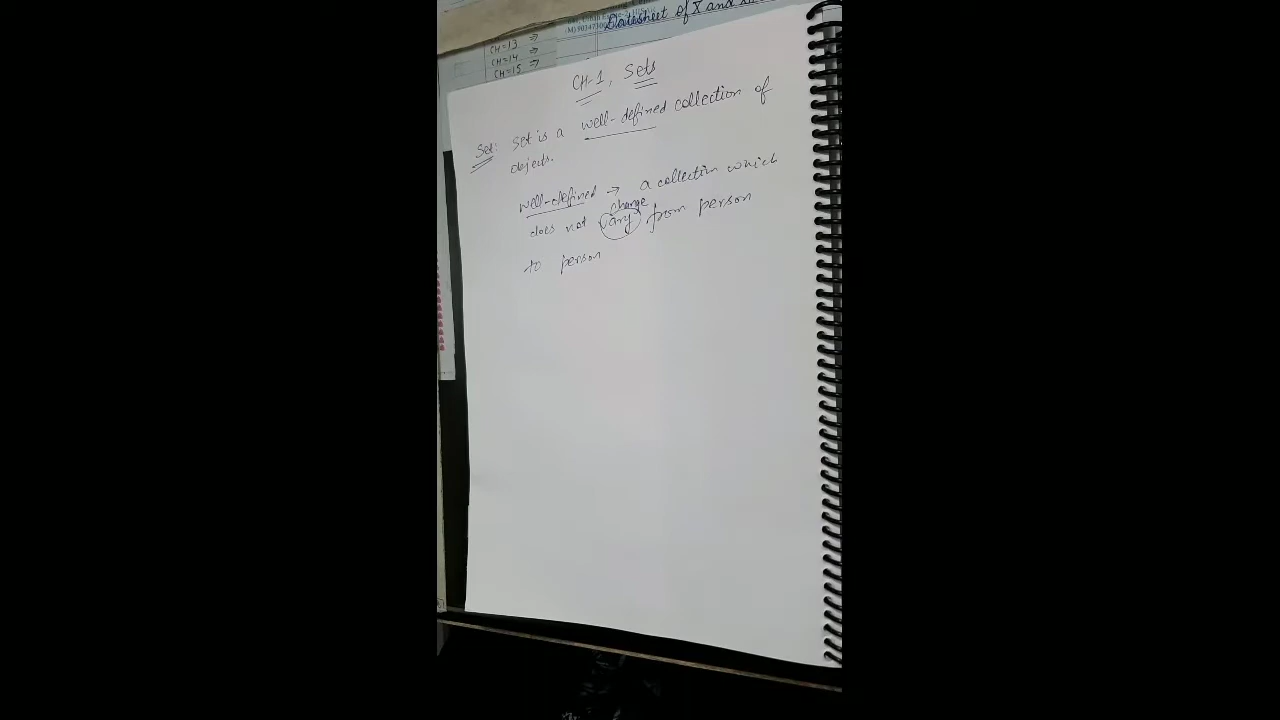 Datesheet of X and
CH=13 ⇒
CH=14 ⇒
CH=15 ⇒
CH-1, Sets
Set: Set is a well-defined collection of
objects.
well-defined → a collection which
change
does not vary from person
to person